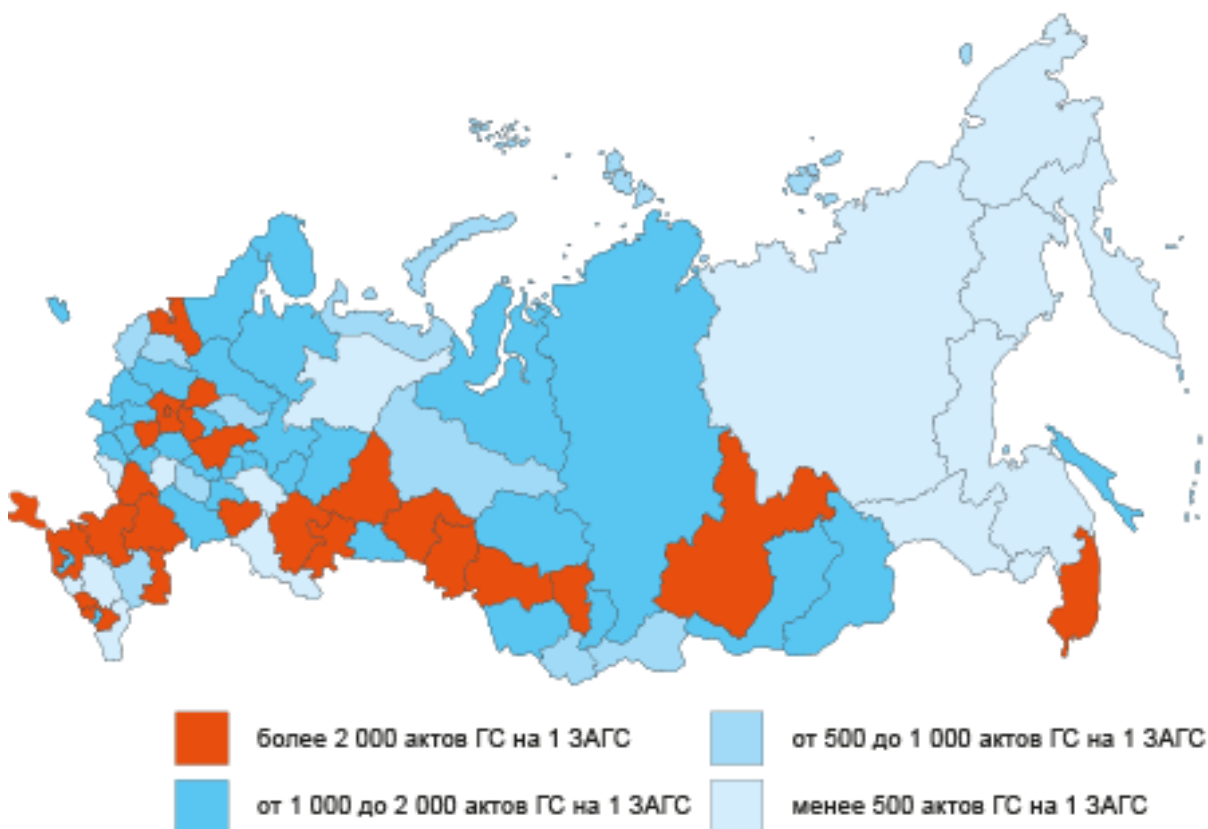 более 2 000 актов ГС на 1 ЗАГС
от 500 до 1 000 актов ГС на 1 ЗАГС
от 1 000 до 2 000 актов ГС на 1 ЗАГС
менее 500 актов ГС на 1 ЗАГС